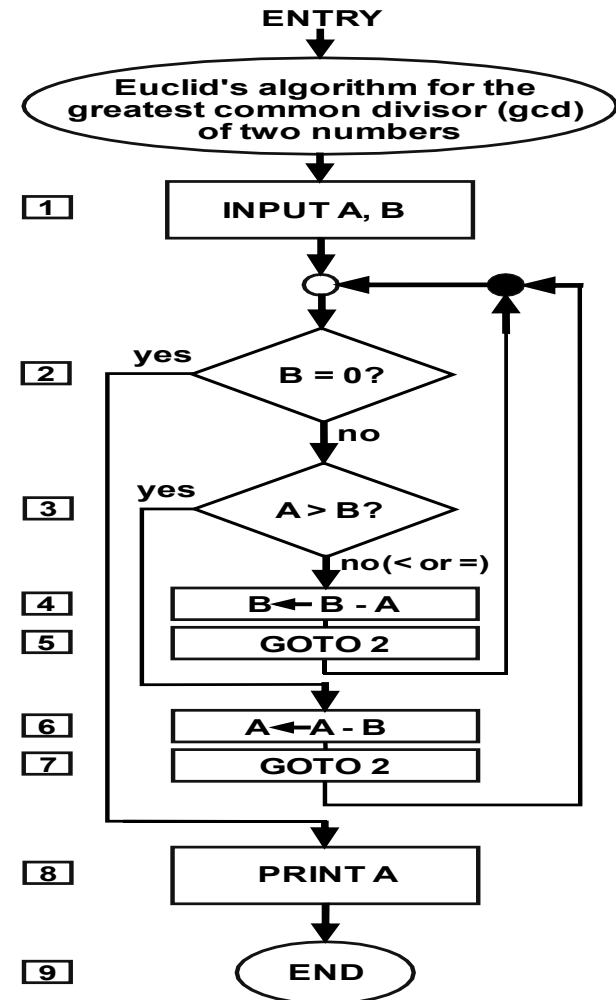 ENTRY
Euclid's algorithm for the
greatest common divisor (gcd)
of two numbers
1
INPUT A, B
yes
2
B = 0?
no
yes
3
A > B?
no(< or =)
4
B ← B - A
5
GOTO 2
6
A ← A - B
7
GOTO 2
8
PRINT A
9
END